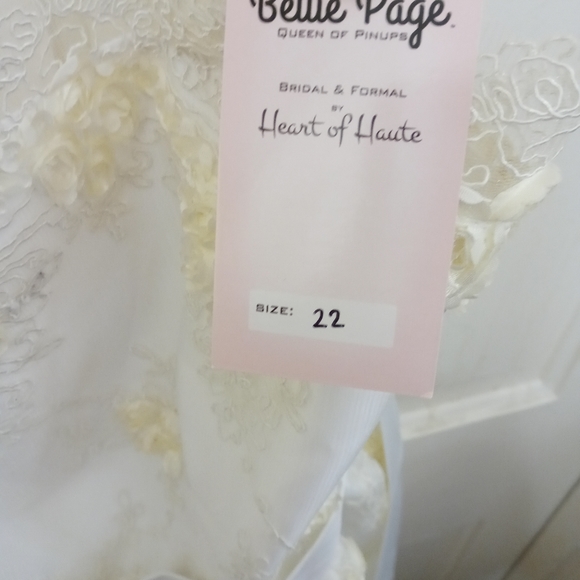 Bettie Page
QUEEN OF PINUPS
BRIDAL & FORMAL
BY
Heart of Haute
SIZE: 22